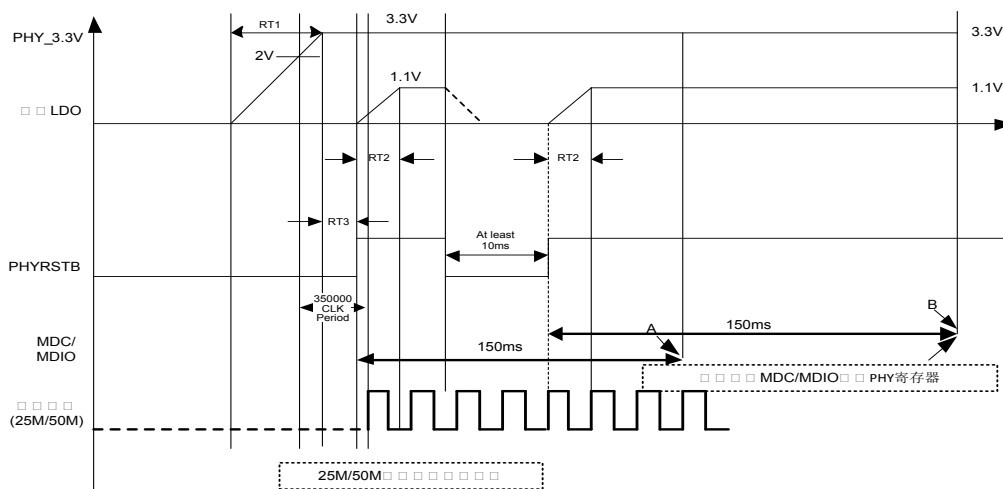 RT1
3.3V
PHY_3.3V
3.3V
2V
1.1V
1.1V
LDO
RT2
RT2
RT3
At least
10ms
PHYRSTB
350000
CLK
Period
B
A
150ms
MDC/
MDIO
150ms
MDC/MDIO PHY寄存器
(25M/50M)
25M/50M